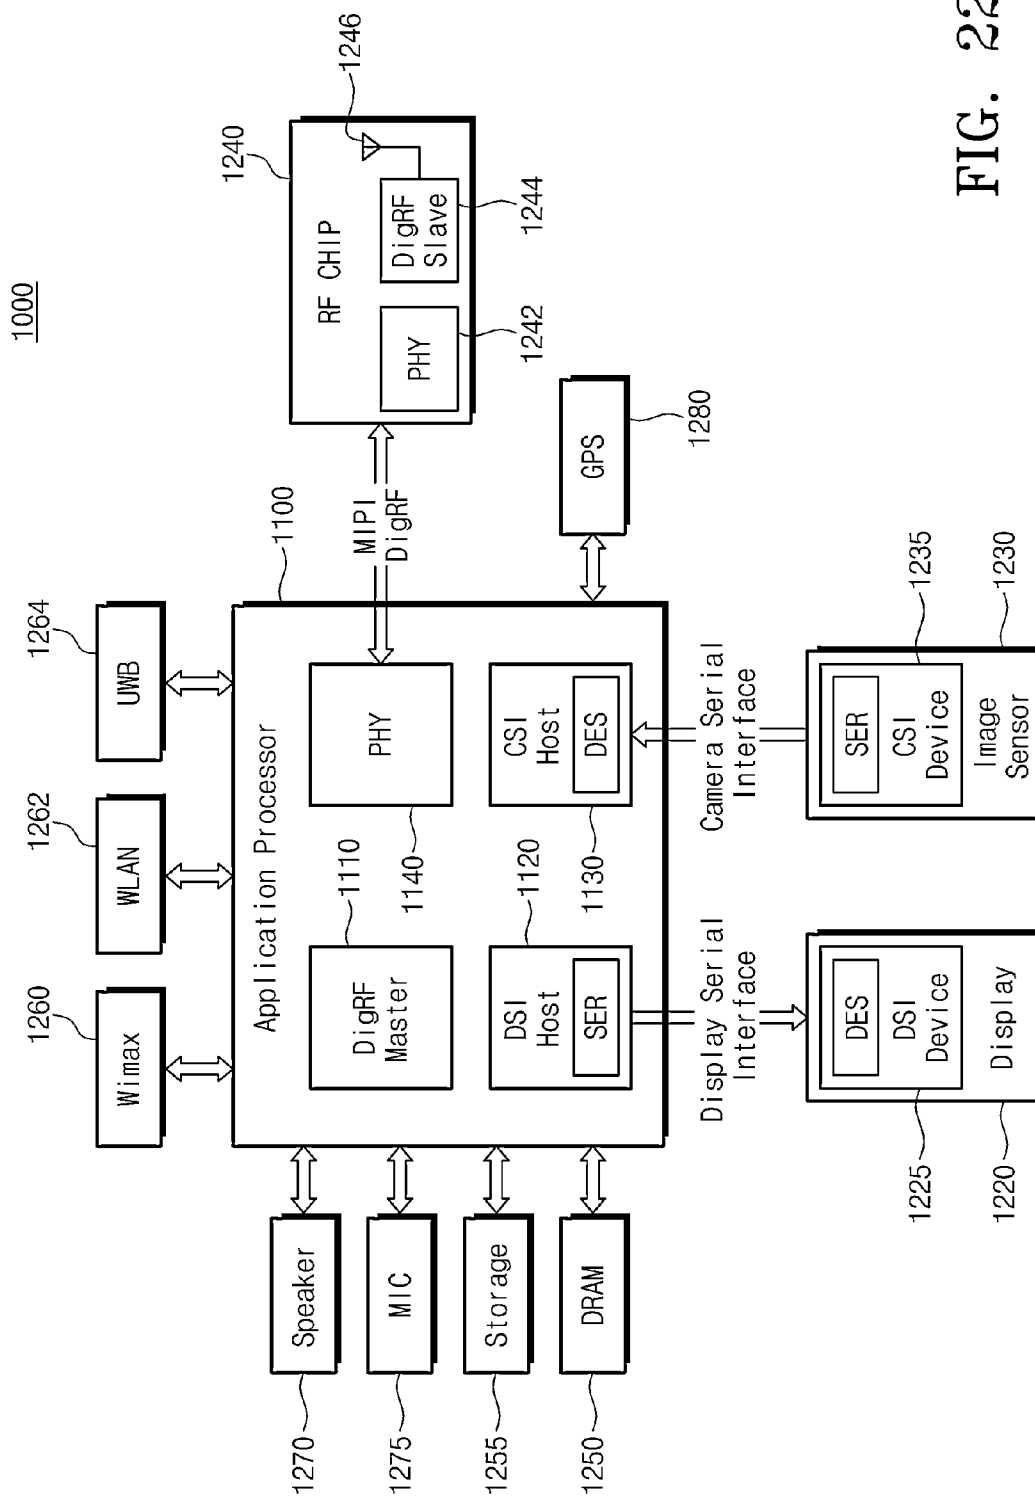 FIG. 22
1000
Wimax
1260
WLAN
1262
UWB
1264
Speaker
1270
MIC
1275
Storage
1255
DRAM
1250
Application Processor
1100
DigRF
Master
1110
PHY
1140
DSI
Host
SER
1120
CSI
Host
DES
1130
MIPI
DigRF
RF CHIP
1240
PHY
1242
DigRF
Slave
1244
1246
GPS
1280
Display Serial
Interface
Camera Serial
Interface
DES
DSI
Device
1225
Display
1220
SER
CSI
Device
1235
Image
Sensor
1230